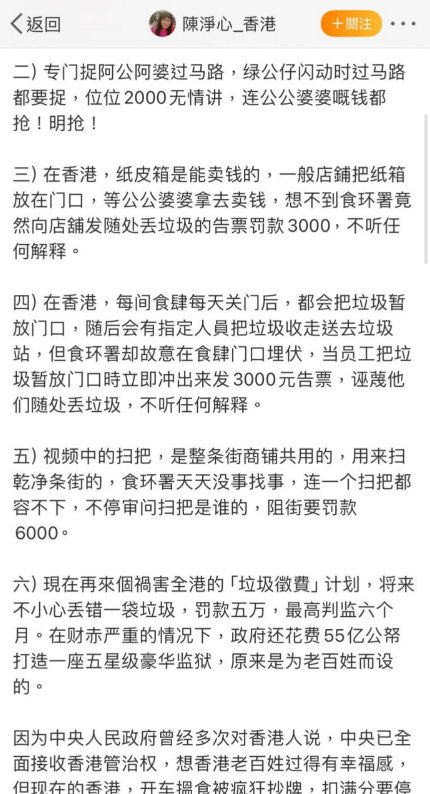 返回
陳淨心_香港
＋關注
二）专门捉阿公阿婆过马路，绿公仔闪动时过马路
都要捉，位位2000无情讲，连公公婆婆嘅钱都
抢！明抢！
三）在香港，纸皮箱是能卖钱的，一般店鋪把纸箱
放在门口，等公公婆婆拿去卖钱，想不到食环署竟
然向店舖发随处丢垃圾的告票罚款3000，不听任
何解释。
四）在香港，每间食肆每天关门后，都会把垃圾暂
放门口，随后会有指定人員把垃圾收走送去垃圾
站，但食环署却故意在食肆门口埋伏，当员工把垃
圾暂放门口時立即冲出来发3000元告票，诬蔑他
们随处丢垃圾，不听任何解释。
五）视频中的扫把，是整条街商铺共用的，用来扫
乾净条街的，食环署天天没事找事，连一个扫把都
容不下，不停审问扫把是谁的，阻街要罚款
6000。
六）現在再來個禍害全港的「垃圾徵費」计划，将来
不小心丢错一袋垃圾，罚款五万，最高判监六个
月。在财赤严重的情况下，政府还花费55亿公帑
打造一座五星级豪华监狱，原来是为老百姓而设
的。
因为中央人民政府曾经多次对香港人说，中央已全
面接收香港管治权，想香港老百姓过得有幸福感，
但现在的香港，开车搵食被疯狂抄牌，扣满分要停